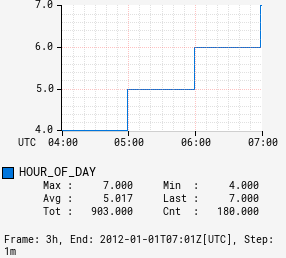 7.0
6.0
5.0
4.0
UTC 04:00 05:00 06:00 07:00
HOUR_OF_DAY
Max : 7.000 Min : 4.000
Avg : 5.017 Last : 7.000
Tot : 903.000 Cnt : 180.000
Frame: 3h, End: 2012-01-01T07:01Z[UTC], Step:
1m